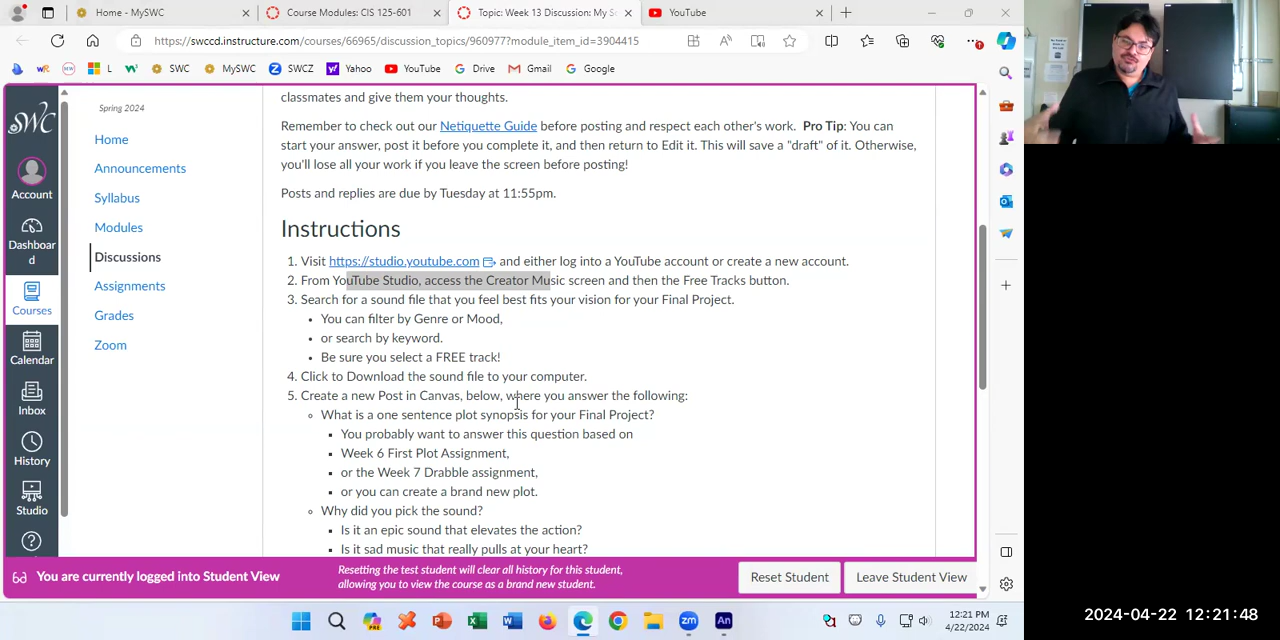 Home - MySWC
Course Modules: CIS 125-601
Topic: Week 13 Discussion: My S
YouTube
https://swccd.instructure.com/courses/66965/discussion_topics/960977?module_item_id=3904415
L
SWC
MySWC
SWCZ
Yahoo
YouTube
Drive
Gmail
Google
SWC
Account
Dashboar
d
Courses
Calendar
Inbox
History
Studio
Spring 2024
Home
Announcements
Syllabus
Modules
Discussions
Assignments
Grades
Zoom
classmates and give them your thoughts.
Remember to check out our Netiquette Guide before posting and respect each other's work. Pro Tip: You can
start your answer, post it before you complete it, and then return to Edit it. This will save a "draft" of it. Otherwise,
you'll lose all your work if you leave the screen before posting!
Posts and replies are due by Tuesday at 11:55pm.
Instructions
1. Visit https://studio.youtube.com and either log into a YouTube account or create a new account.
2. From YouTube Studio, access the Creator Music screen and then the Free Tracks button.
3. Search for a sound file that you feel best fits your vision for your Final Project.
• You can filter by Genre or Mood,
• or search by keyword.
• Be sure you select a FREE track!
4. Click to Download the sound file to your computer.
5. Create a new Post in Canvas, below, where you answer the following:
○ What is a one sentence plot synopsis for your Final Project?
▪ You probably want to answer this question based on
▪ Week 6 First Plot Assignment,
▪ or the Week 7 Drabble assignment,
▪ or you can create a brand new plot.
○ Why did you pick the sound?
▪ Is it an epic sound that elevates the action?
▪ Is it sad music that really pulls at your heart?
You are currently logged into Student View
Resetting the test student will clear all history for this student,
allowing you to view the course as a brand new student.
Reset Student
Leave Student View
12:21 PM
4/22/2024
2024-04-22 12:21:48